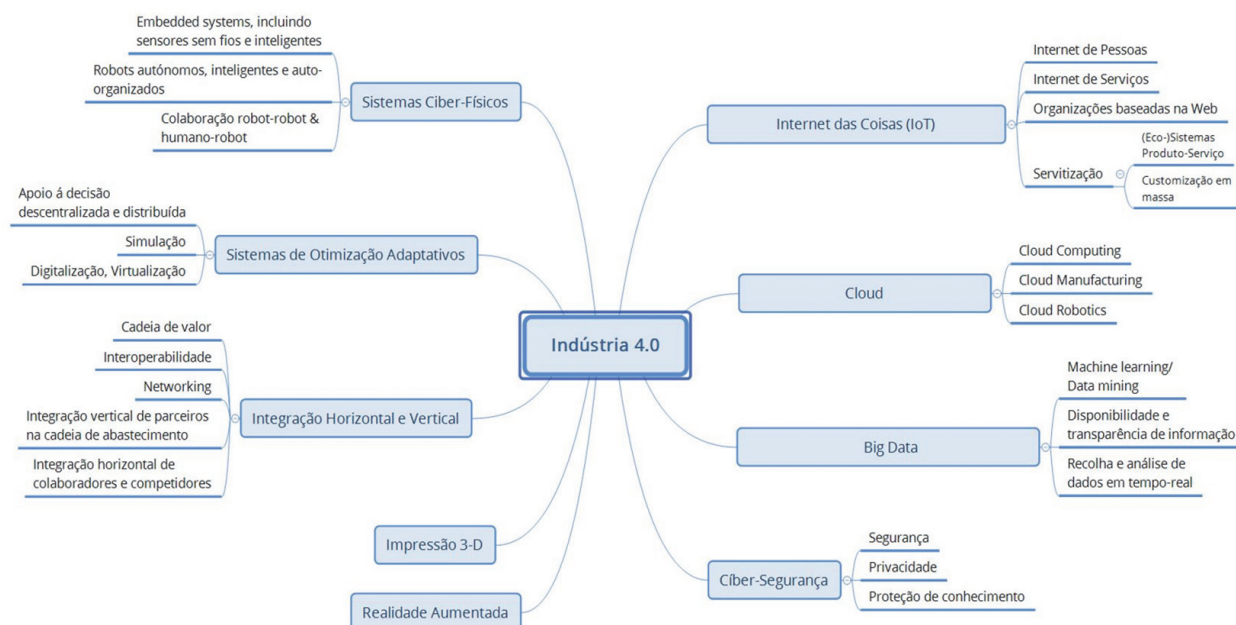 Embedded systems, incluindo
sensores sem fios e inteligentes
Robots autónomos, inteligentes e auto-
organizados
Colaboração robot-robot &
humano-robot
Sistemas Ciber-Físicos
Apoio á decisão
descentralizada e distribuída
Simulação
Digitalização, Virtualização
Sistemas de Otimização Adaptativos
Cadeia de valor
Interoperabilidade
Networking
Integração vertical de parceiros
na cadeia de abastecimento
Integração horizontal de
colaboradores e competidores
Integração Horizontal e Vertical
Impressão 3-D
Realidade Aumentada
Indústria 4.0
Internet das Coisas (IoT)
Internet de Pessoas
Internet de Serviços
Organizações baseadas na Web
Servitização
(Eco-)Sistemas
Produto-Serviço
Customização em
massa
Cloud
Cloud Computing
Cloud Manufacturing
Cloud Robotics
Big Data
Machine learning/
Data mining
Disponibilidade e
transparência de informação
Recolha e análise de
dados em tempo-real
Cíber-Segurança
Segurança
Privacidade
Proteção de conhecimento